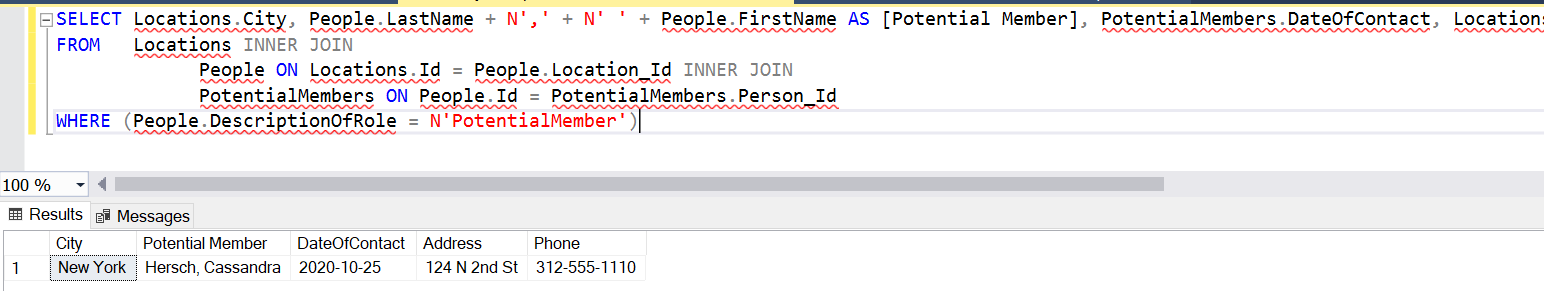 SELECT Locations.City, People.LastName + N',' + N' ' + People.FirstName AS [Potential Member], PotentialMembers.DateOfContact, Locations
FROM Locations INNER JOIN
People ON Locations.Id = People.Location_Id INNER JOIN
PotentialMembers ON People.Id = PotentialMembers.Person_Id
WHERE (People.DescriptionOfRole = N'PotentialMember')
100 %
Results Messages
City Potential Member DateOfContact Address Phone
1 New York Hersch, Cassandra 2020-10-25 124 N 2nd St 312-555-1110